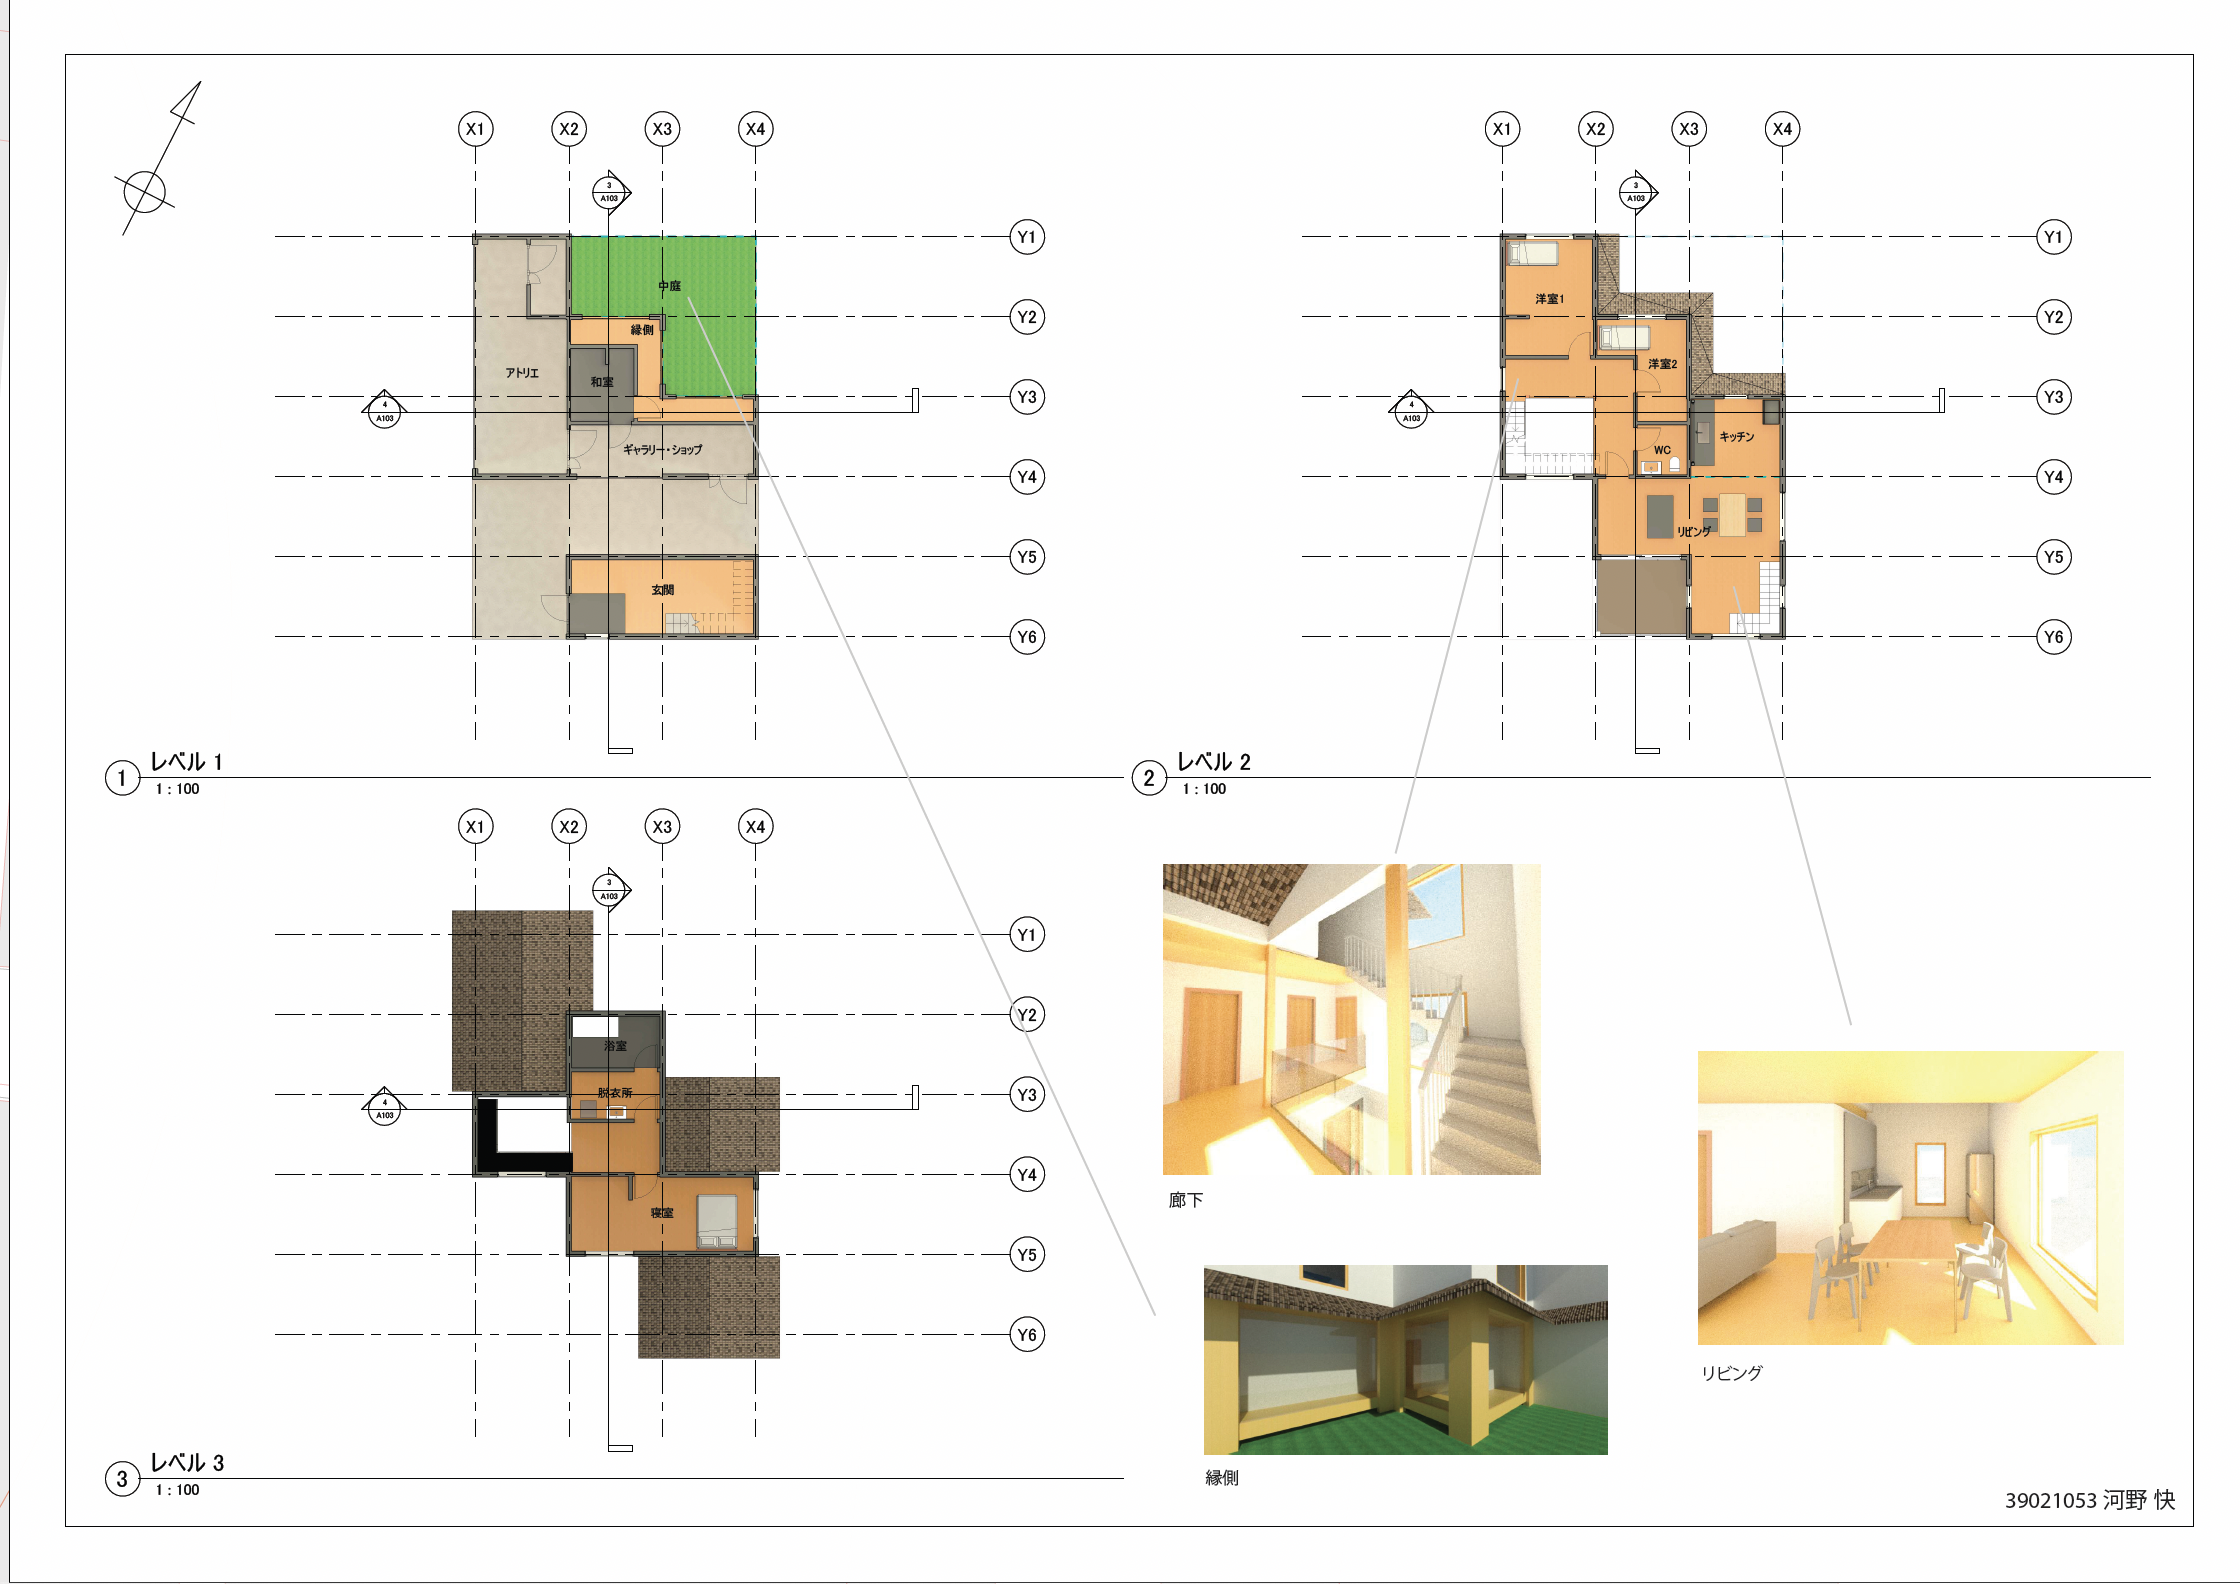 X1 X2 X3 X4
3
A103
Y1
中庭
Y2
縁側
アトリエ
和室
Y3
4
A103
ギャラリー・ショップ
Y4
Y5
玄関
Y6
1 レベル 1
1 : 100
X1 X2 X3 X4
3
A103
Y1
洋室1
Y2
洋室2
Y3
4
A103
キッチン
WC
Y4
リビング
Y5
Y6
2 レベル 2
1 : 100
X1 X2 X3 X4
3
A103
Y1
Y2
浴室
脱衣所
Y3
4
A103
Y4
寝室
Y5
Y6
3 レベル 3
1 : 100
廊下
リビング
縁側
39021053 河野 快